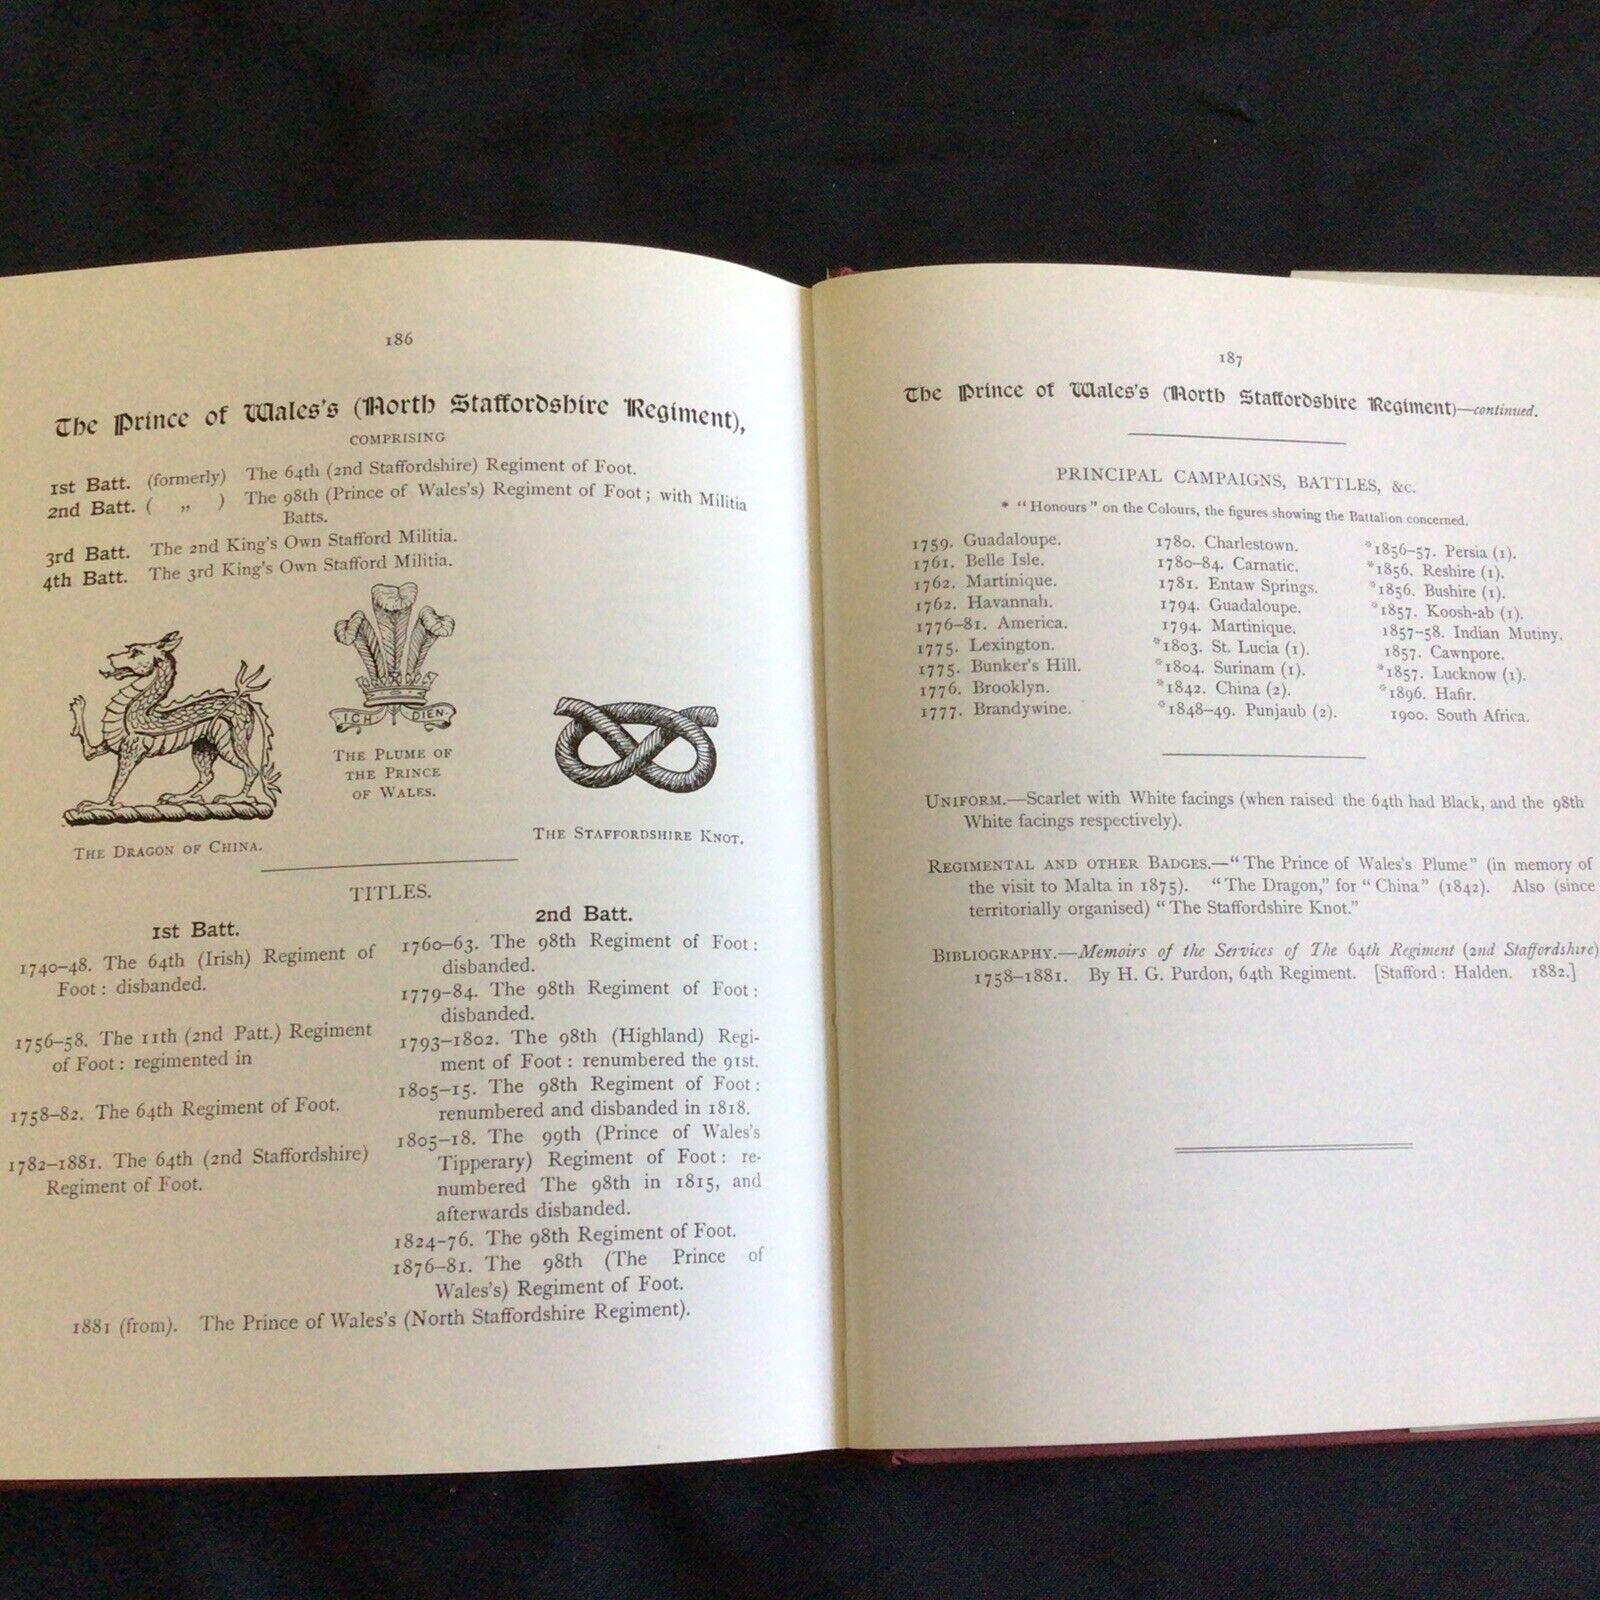 186
The Prince of Wales's (North Staffordshire Regiment),
COMPRISING
1st Batt. (formerly) The 64th (2nd Staffordshire) Regiment of Foot.
2nd Batt. ( „ ) The 98th (Prince of Wales's) Regiment of Foot; with Militia
Batts.
3rd Batt. The 2nd King's Own Stafford Militia.
4th Batt. The 3rd King's Own Stafford Militia.
ICH DIEN.
THE DRAGON OF CHINA.
THE PLUME OF
THE PRINCE
OF WALES.
THE STAFFORDSHIRE KNOT.
TITLES.
1st Batt.
1740–48. The 64th (Irish) Regiment of
Foot: disbanded.
1756–58. The 11th (2nd Patt.) Regiment
of Foot: regimented in
1758–82. The 64th Regiment of Foot.
1782–1881. The 64th (2nd Staffordshire)
Regiment of Foot.
2nd Batt.
1760–63. The 98th Regiment of Foot:
disbanded.
1779–84. The 98th Regiment of Foot:
disbanded.
1793–1802. The 98th (Highland) Regi-
ment of Foot: renumbered the 91st.
1805–15. The 98th Regiment of Foot:
renumbered and disbanded in 1818.
1805–18. The 99th (Prince of Wales's
Tipperary) Regiment of Foot: re-
numbered The 98th in 1815, and
afterwards disbanded.
1824–76. The 98th Regiment of Foot.
1876–81. The 98th (The Prince of
Wales's) Regiment of Foot.
1881 (from). The Prince of Wales's (North Staffordshire Regiment).
187
The Prince of Wales's (North Staffordshire Regiment)—continued.
PRINCIPAL CAMPAIGNS, BATTLES, &c.
* "Honours" on the Colours, the figures showing the Battalion concerned.
1759. Guadaloupe.
1761. Belle Isle.
1762. Martinique.
1762. Havannah.
1776–81. America.
1775. Lexington.
1775. Bunker's Hill.
1776. Brooklyn.
1777. Brandywine.
1780. Charlestown.
1780–84. Carnatic.
1781. Entaw Springs.
1794. Guadaloupe.
1794. Martinique.
*1803. St. Lucia (1).
*1804. Surinam (1).
*1842. China (2).
*1848–49. Punjaub (2).
*1856–57. Persia (1).
*1856. Reshire (1).
*1856. Bushire (1).
*1857. Koosh-ab (1).
1857–58. Indian Mutiny.
1857. Cawnpore.
*1857. Lucknow (1).
*1896. Hafir.
1900. South Africa.
UNIFORM.—Scarlet with White facings (when raised the 64th had Black, and the 98th
White facings respectively).
REGIMENTAL AND OTHER BADGES.—"The Prince of Wales's Plume" (in memory of
the visit to Malta in 1875). "The Dragon," for "China" (1842). Also (since
territorially organised) "The Staffordshire Knot."
BIBLIOGRAPHY.—Memoirs of the Services of The 64th Regiment (2nd Staffordshire)
1758–1881. By H. G. Purdon, 64th Regiment. [Stafford: Halden. 1882.]